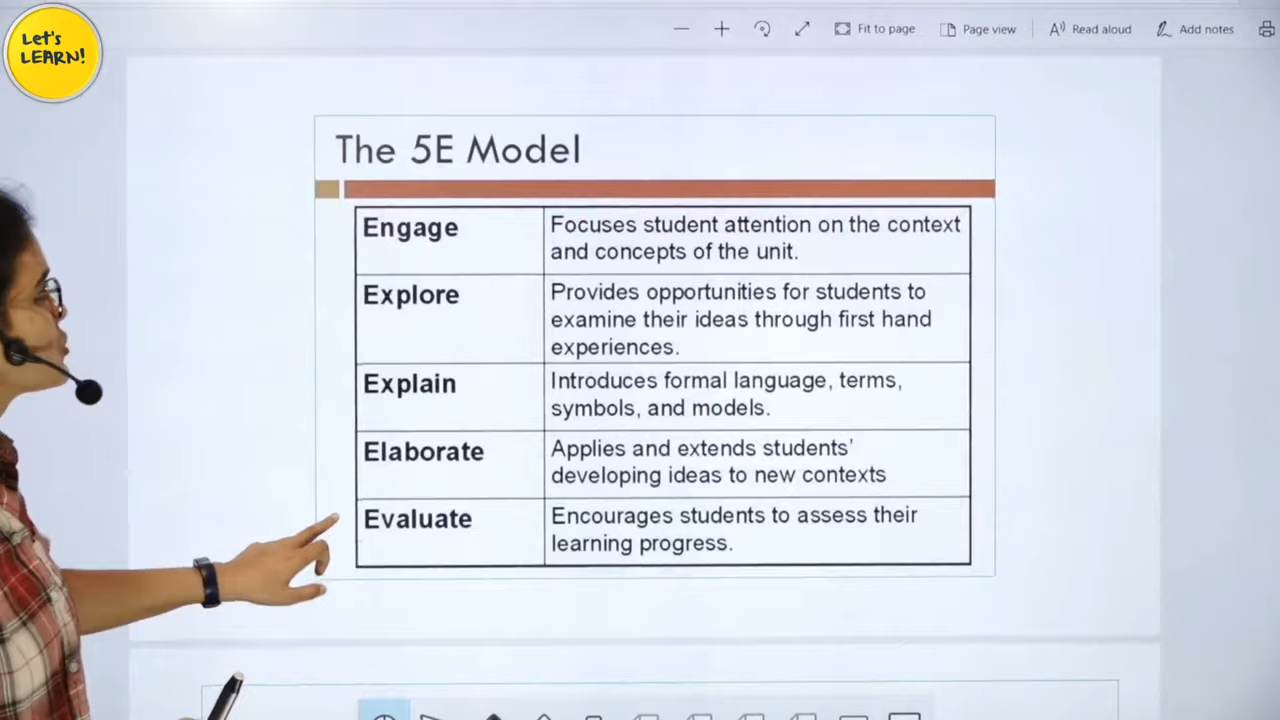 Let's
LEARN!
Fit to page
Page view
Read aloud
Add notes
The 5E Model
Engage
Focuses student attention on the context
and concepts of the unit.
Explore
Provides opportunities for students to
examine their ideas through first hand
experiences.
Explain
Introduces formal language, terms,
symbols, and models.
Elaborate
Applies and extends students'
developing ideas to new contexts
Evaluate
Encourages students to assess their
learning progress.